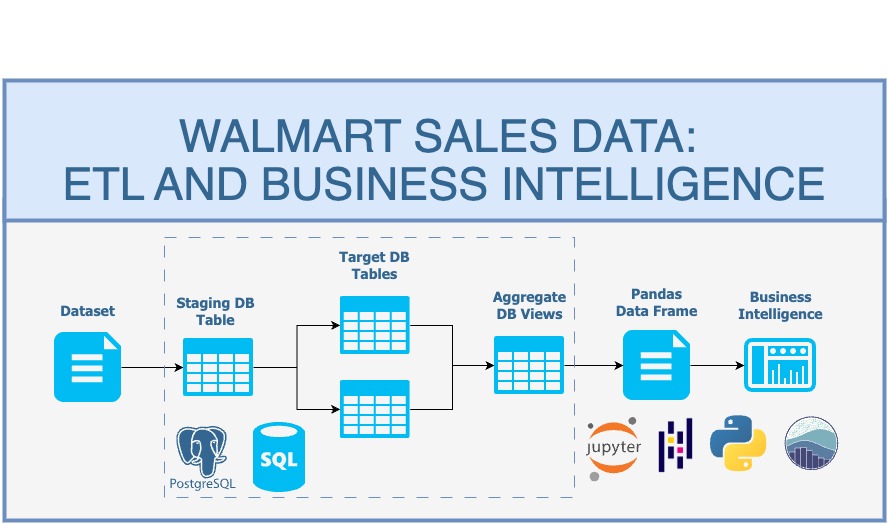 WALMART SALES DATA:
ETL AND BUSINESS INTELLIGENCE
Dataset
Staging DB
Table
Target DB
Tables
Aggregate
DB Views
Pandas
Data Frame
Business
Intelligence
PostgreSQL
SQL
jupyter